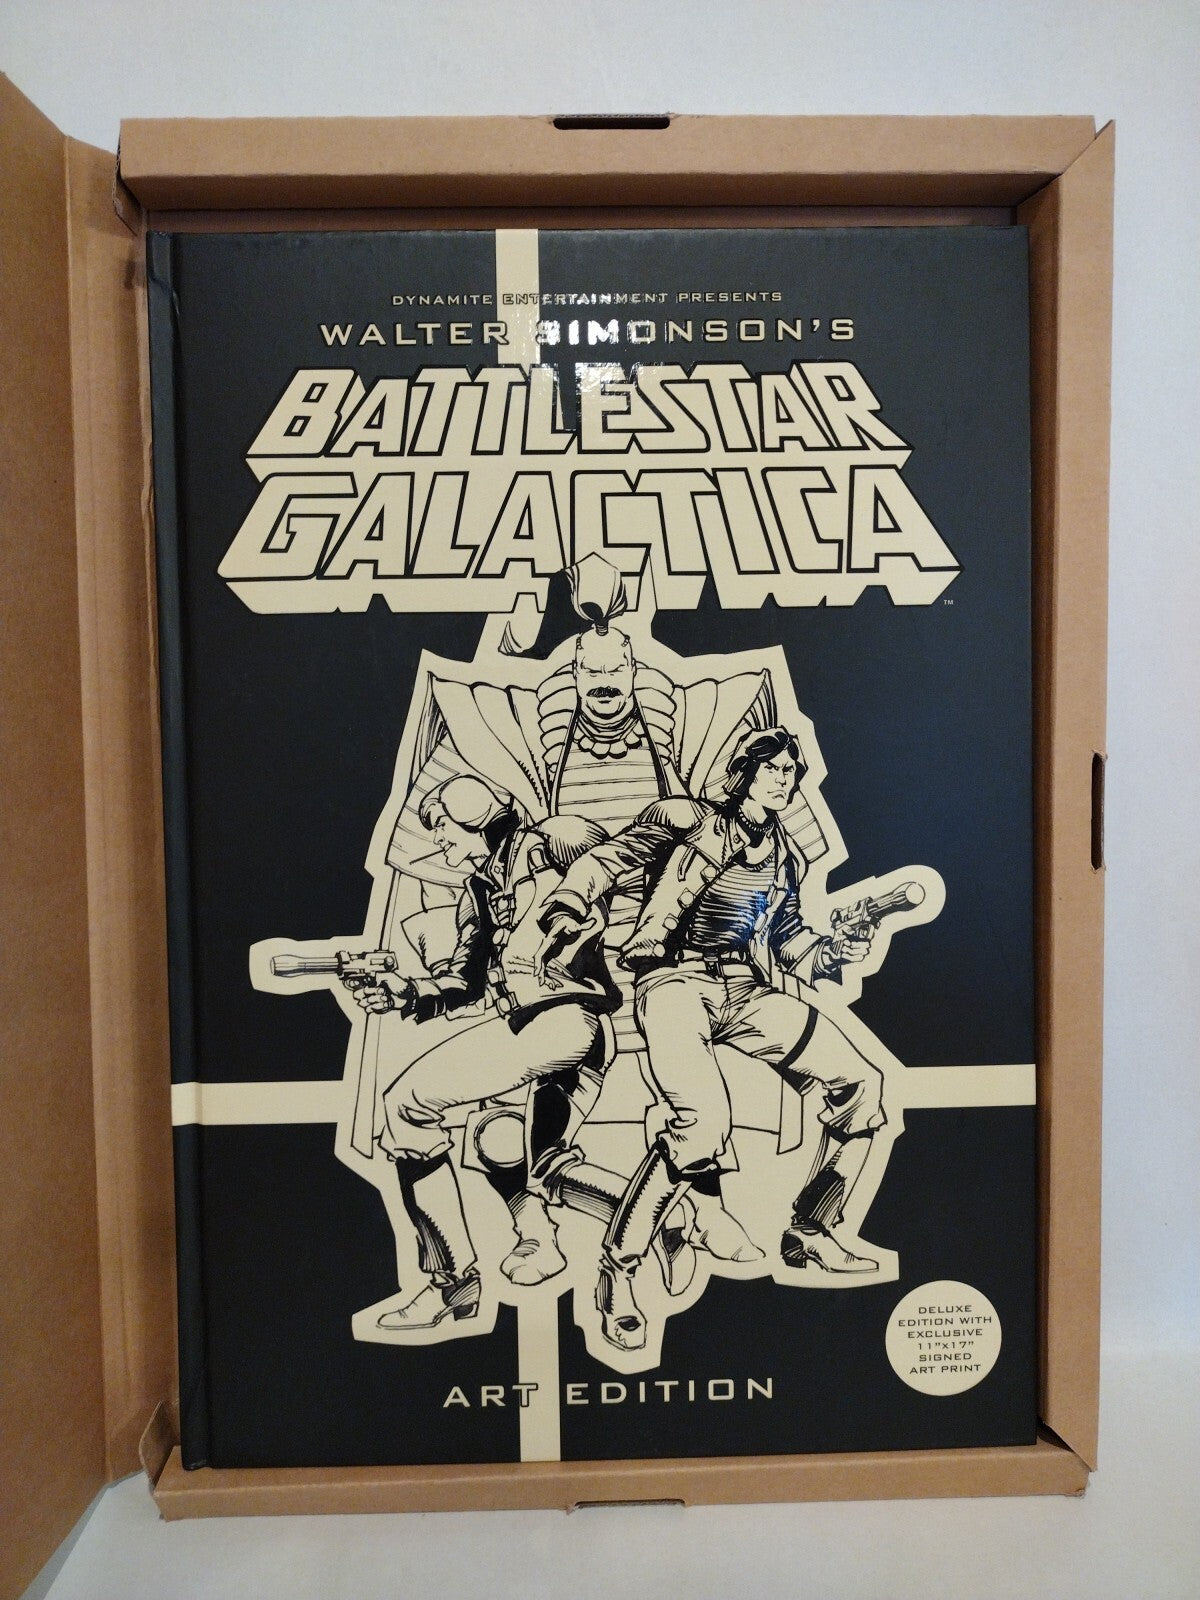 DYNAMITE ENTERTAINMENT PRESENTS
WALTER SIMONSON'S
BATTLESTAR
GALACTICA
™
ART EDITION
DELUXE
EDITION WITH
EXCLUSIVE
11"x17"
SIGNED
ART PRINT